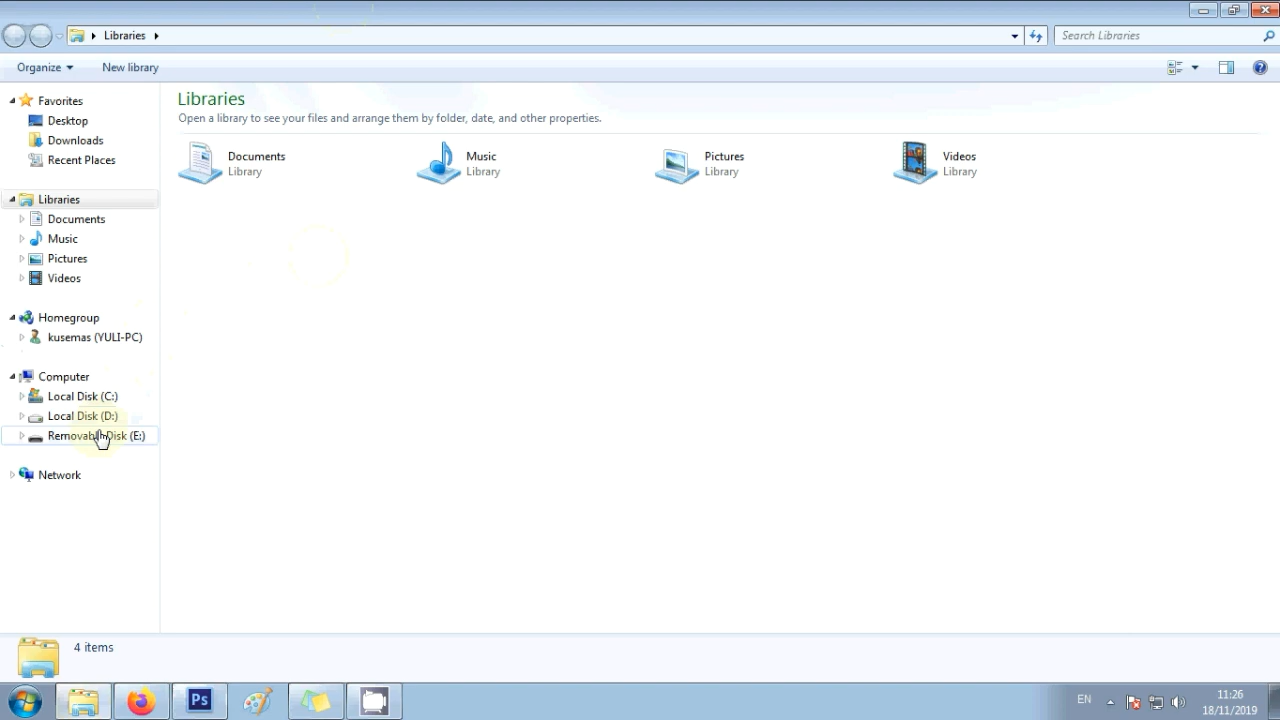 Libraries
Search Libraries
Organize
New library
Favorites
Desktop
Downloads
Recent Places
Libraries
Documents
Music
Pictures
Videos
Homegroup
kusemas (YULI-PC)
Computer
Local Disk (C:)
Local Disk (D:)
Removable Disk (E:)
Network
Libraries
Open a library to see your files and arrange them by folder, date, and other properties.
Documents
Library
Music
Library
Pictures
Library
Videos
Library
4 items
Ps
EN
11:26
18/11/2019